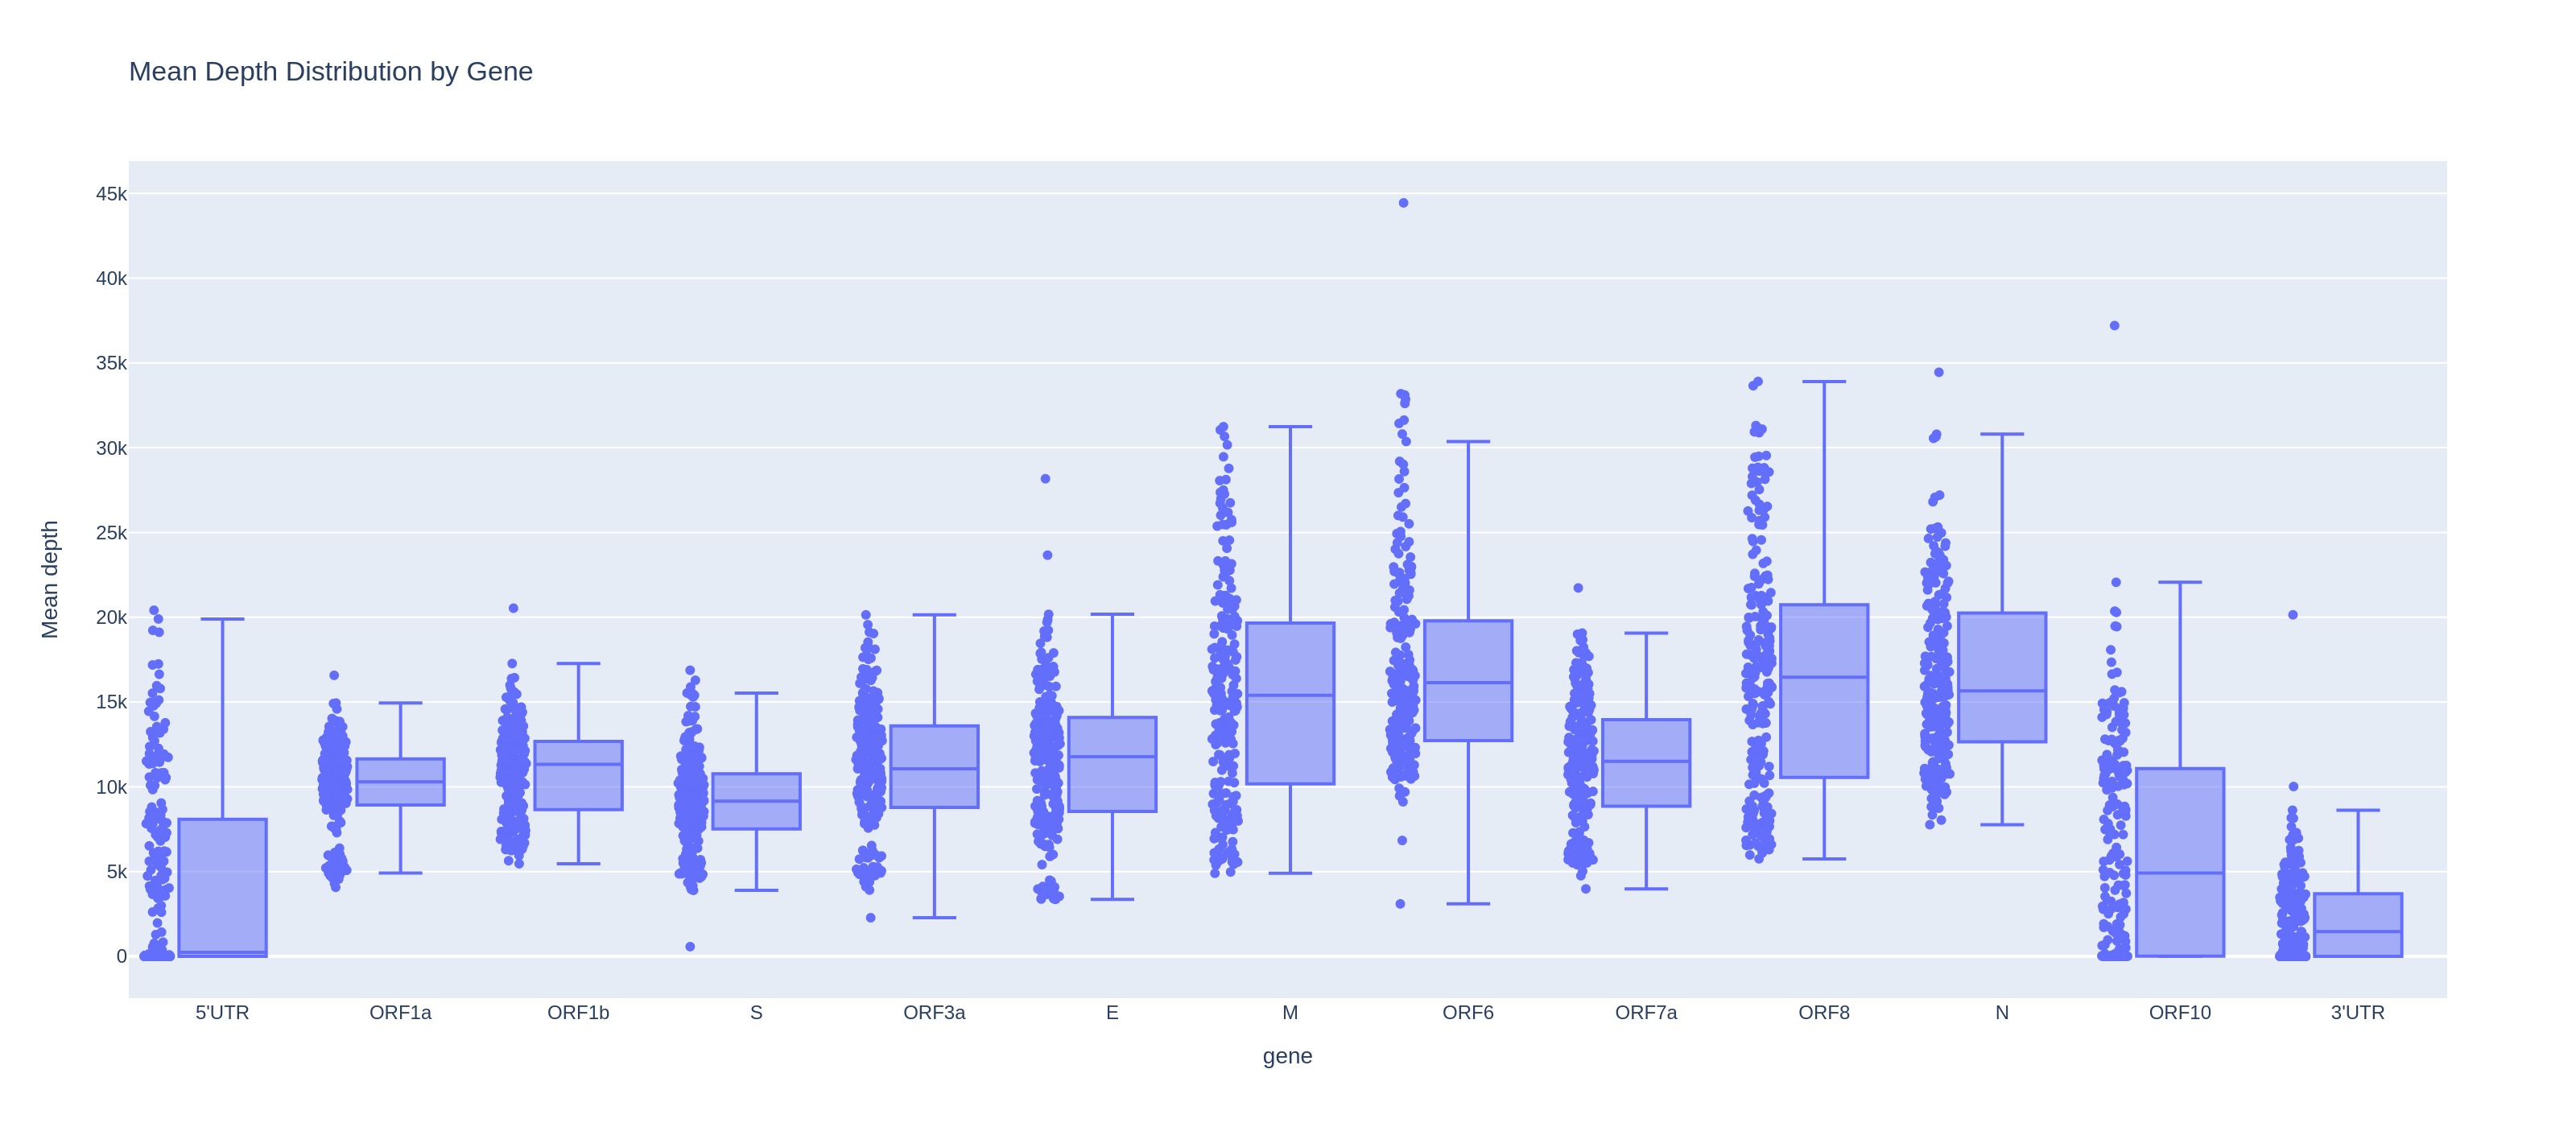 Mean Depth Distribution by Gene
45k
40k
35k
30k
25k
20k
15k
10k
5k
0
Mean depth
5'UTR ORF1a ORF1b S ORF3a E M ORF6 ORF7a ORF8 N ORF10 3'UTR
gene